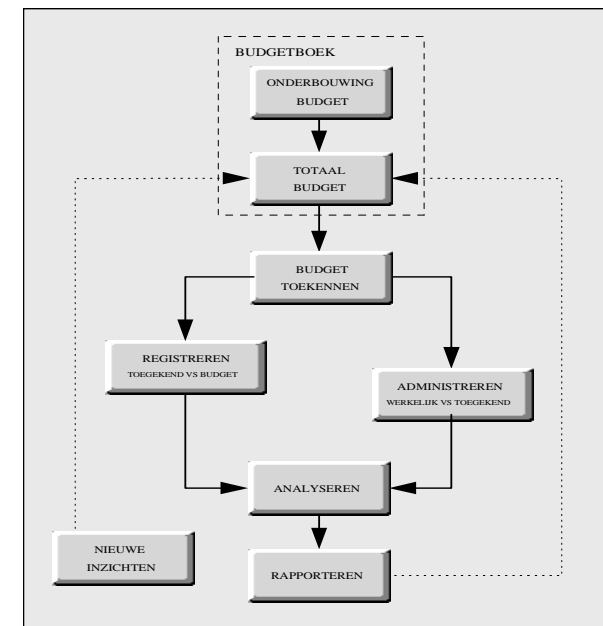 BUDGETBOEK
ONDERBOUWING
BUDGET
TOTAAL
BUDGET
BUDGET
TOEKENNEN
REGISTREREN
TOEGEKEND VS BUDGET
ADMINISTREREN
WERKELIJK VS TOEGEKEND
ANALYSEREN
NIEUWE
INZICHTEN
RAPPORTEREN